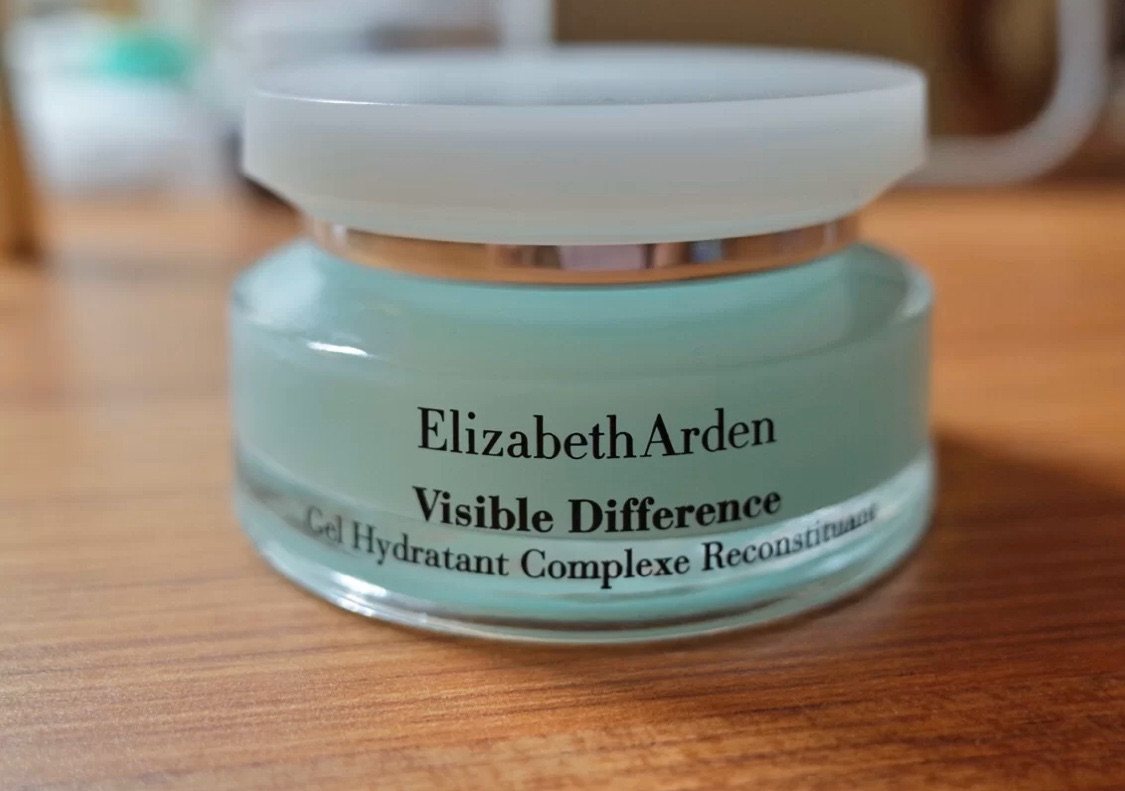 Elizabeth Arden
Visible Difference
Gel Hydratant Complexe Reconstituant